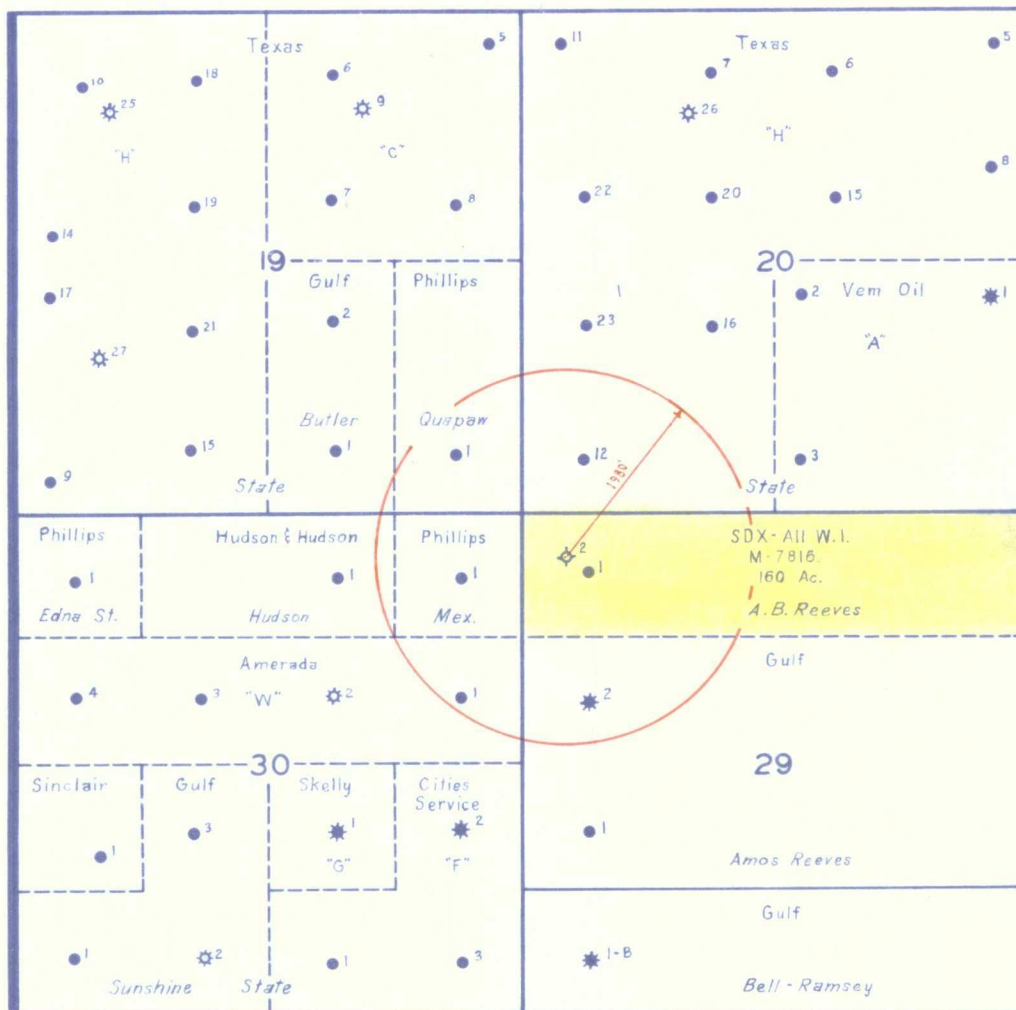 Texas
Texas
5
11
5
18
6
7
6
10
25
9
26
"H"
"C"
"H"
8
7
22
20
15
19
8
14
19
20
Gulf
Phillips
17
2
1
2
Vem Oil
1
21
23
16
"A"
27
Butler
Quapaw
1980'
15
1
1
12
3
9
State
State
Phillips
Hudson & Hudson
Phillips
SDX-All W.I.
2
M-7816.
1
1
1
1
160 Ac.
Edna St.
Hudson
Mex.
A.B. Reeves
Amerada
Gulf
4
3
"W"
2
1
2
30
29
Sinclair
Gulf
Skelly
Cities
Service
3
1
2
1
1
"G"
"F"
Amos Reeves
Gulf
1
2
1
3
1-B
Sunshine
State
Bell-Ramsey